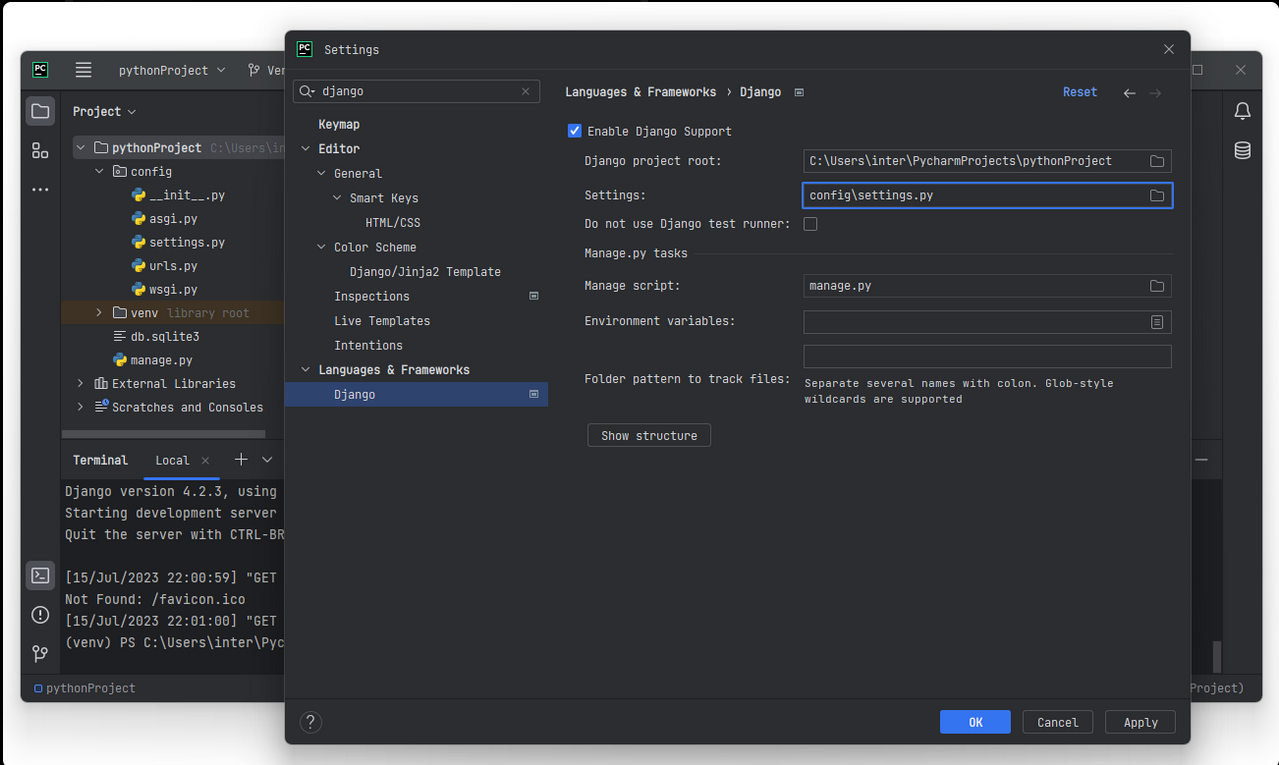 PC Settings
PC pythonProject Ver
django
Languages & Frameworks › Django Reset
Project
Keymap
Enable Django Support
pythonProject C:\Users\in
Editor
Django project root: C:\Users\inter\PycharmProjects\pythonProject
config
General
__init__.py
Smart Keys
Settings: config\settings.py
asgi.py
HTML/CSS
Do not use Django test runner:
settings.py
Color Scheme
Manage.py tasks
urls.py
Django/Jinja2 Template
wsgi.py
Inspections
Manage script: manage.py
venv library root
Live Templates
Environment variables:
db.sqlite3
Intentions
manage.py
Languages & Frameworks
External Libraries
Django
Folder pattern to track files: Separate several names with colon. Glob-style
wildcards are supported
Scratches and Consoles
Show structure
Terminal Local
Django version 4.2.3, using
Starting development server
Quit the server with CTRL-BR
[15/Jul/2023 22:00:59] "GET
Not Found: /favicon.ico
[15/Jul/2023 22:01:00] "GET
(venv) PS C:\Users\inter\Pyc
pythonProject Project)
? OK Cancel Apply